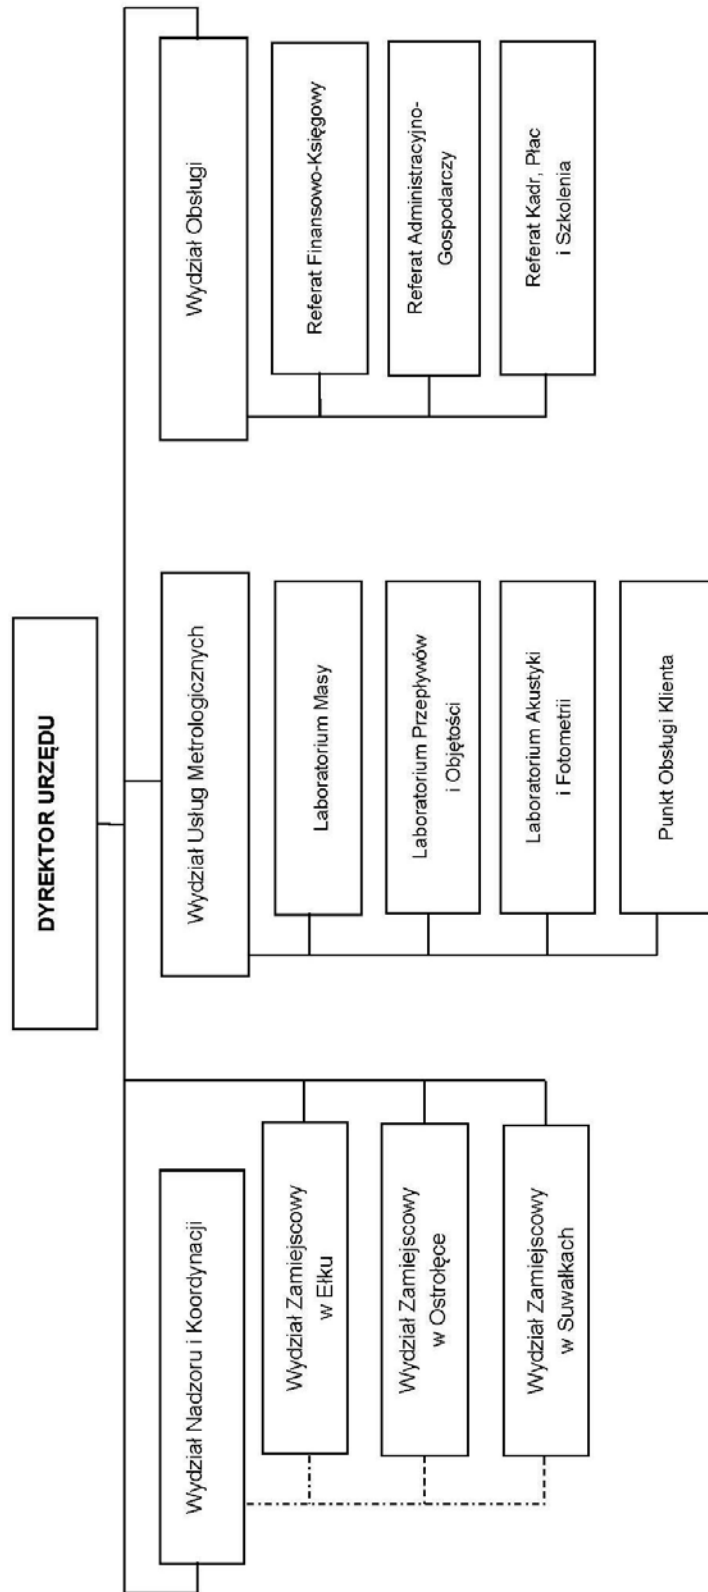 DYREKTOR URZĘDU
Wydział Nadzoru i Koordynacji
Wydział Zamiejscowy
w Ełku
Wydział Zamiejscowy
w Ostrołęce
Wydział Zamiejscowy
w Suwałkach
Wydział Usług Metrologicznych
Laboratorium Masy
Laboratorium Przepływów
i Objętości
Laboratorium Akustyki
i Fotometrii
Punkt Obsługi Klienta
Wydział Obsługi
Referat Finansowo-Księgowy
Referat Administracyjno-
Gospodarczy
Referat Kadr, Płac
i Szkolenia